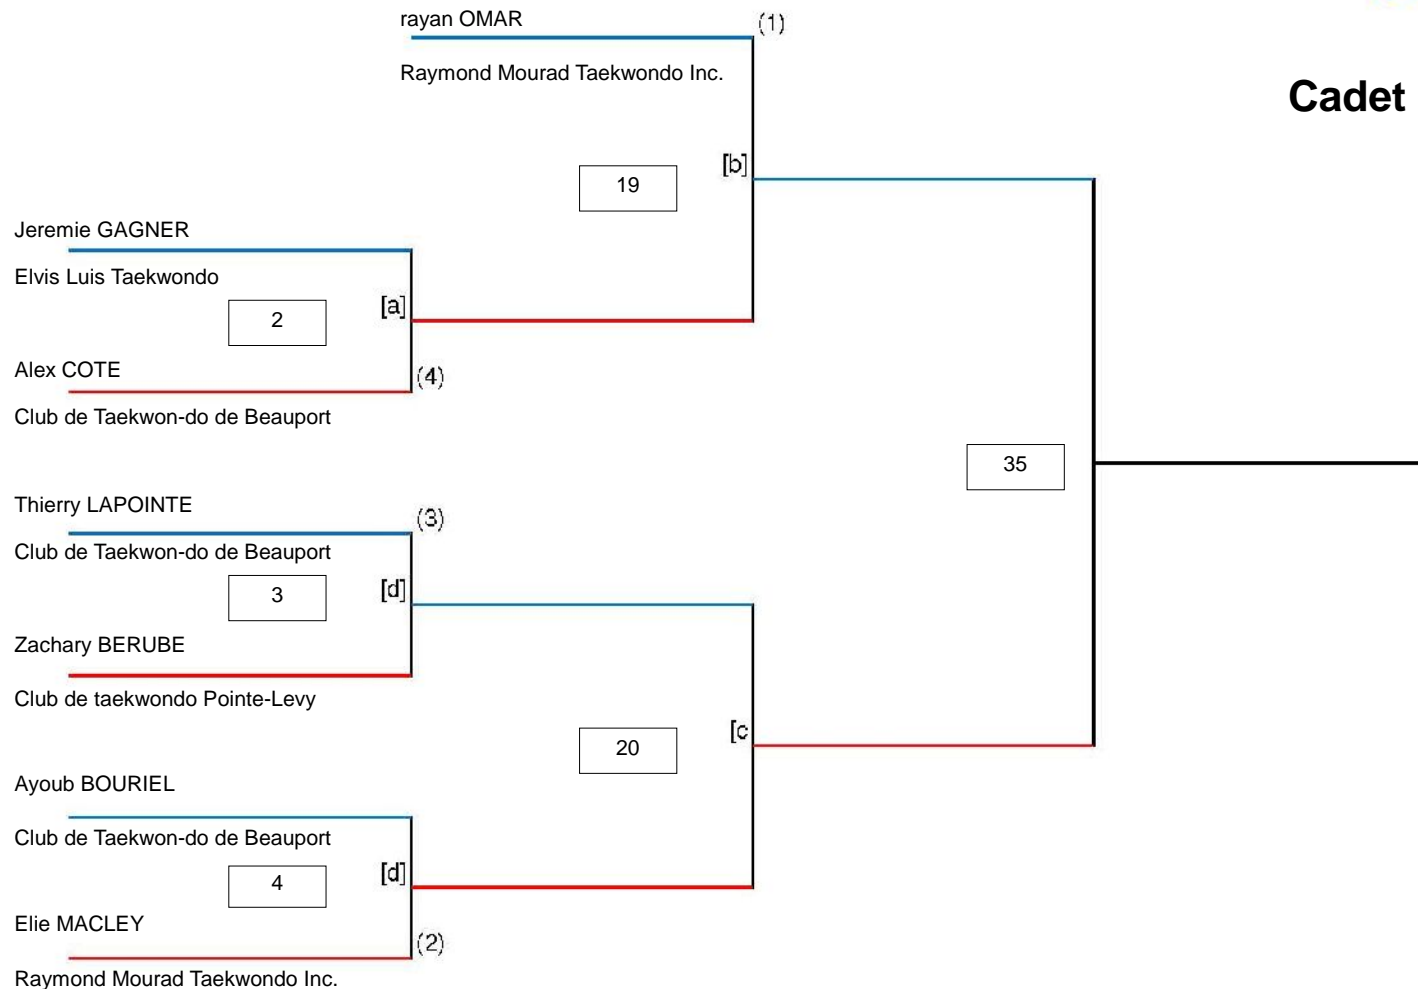 rayan OMAR
(1)
Raymond Mourad Taekwondo Inc.
Cadet
[b]
19
Jeremie GAGNER
Elvis Luis Taekwondo
[a]
2
Alex COTE
(4)
Club de Taekwon-do de Beauport
35
Thierry LAPOINTE
(3)
Club de Taekwon-do de Beauport
[d]
3
Zachary BERUBE
Club de taekwondo Pointe-Levy
[c
20
Ayoub BOURIEL
Club de Taekwon-do de Beauport
[d]
4
Elie MACLEY
(2)
Raymond Mourad Taekwondo Inc.